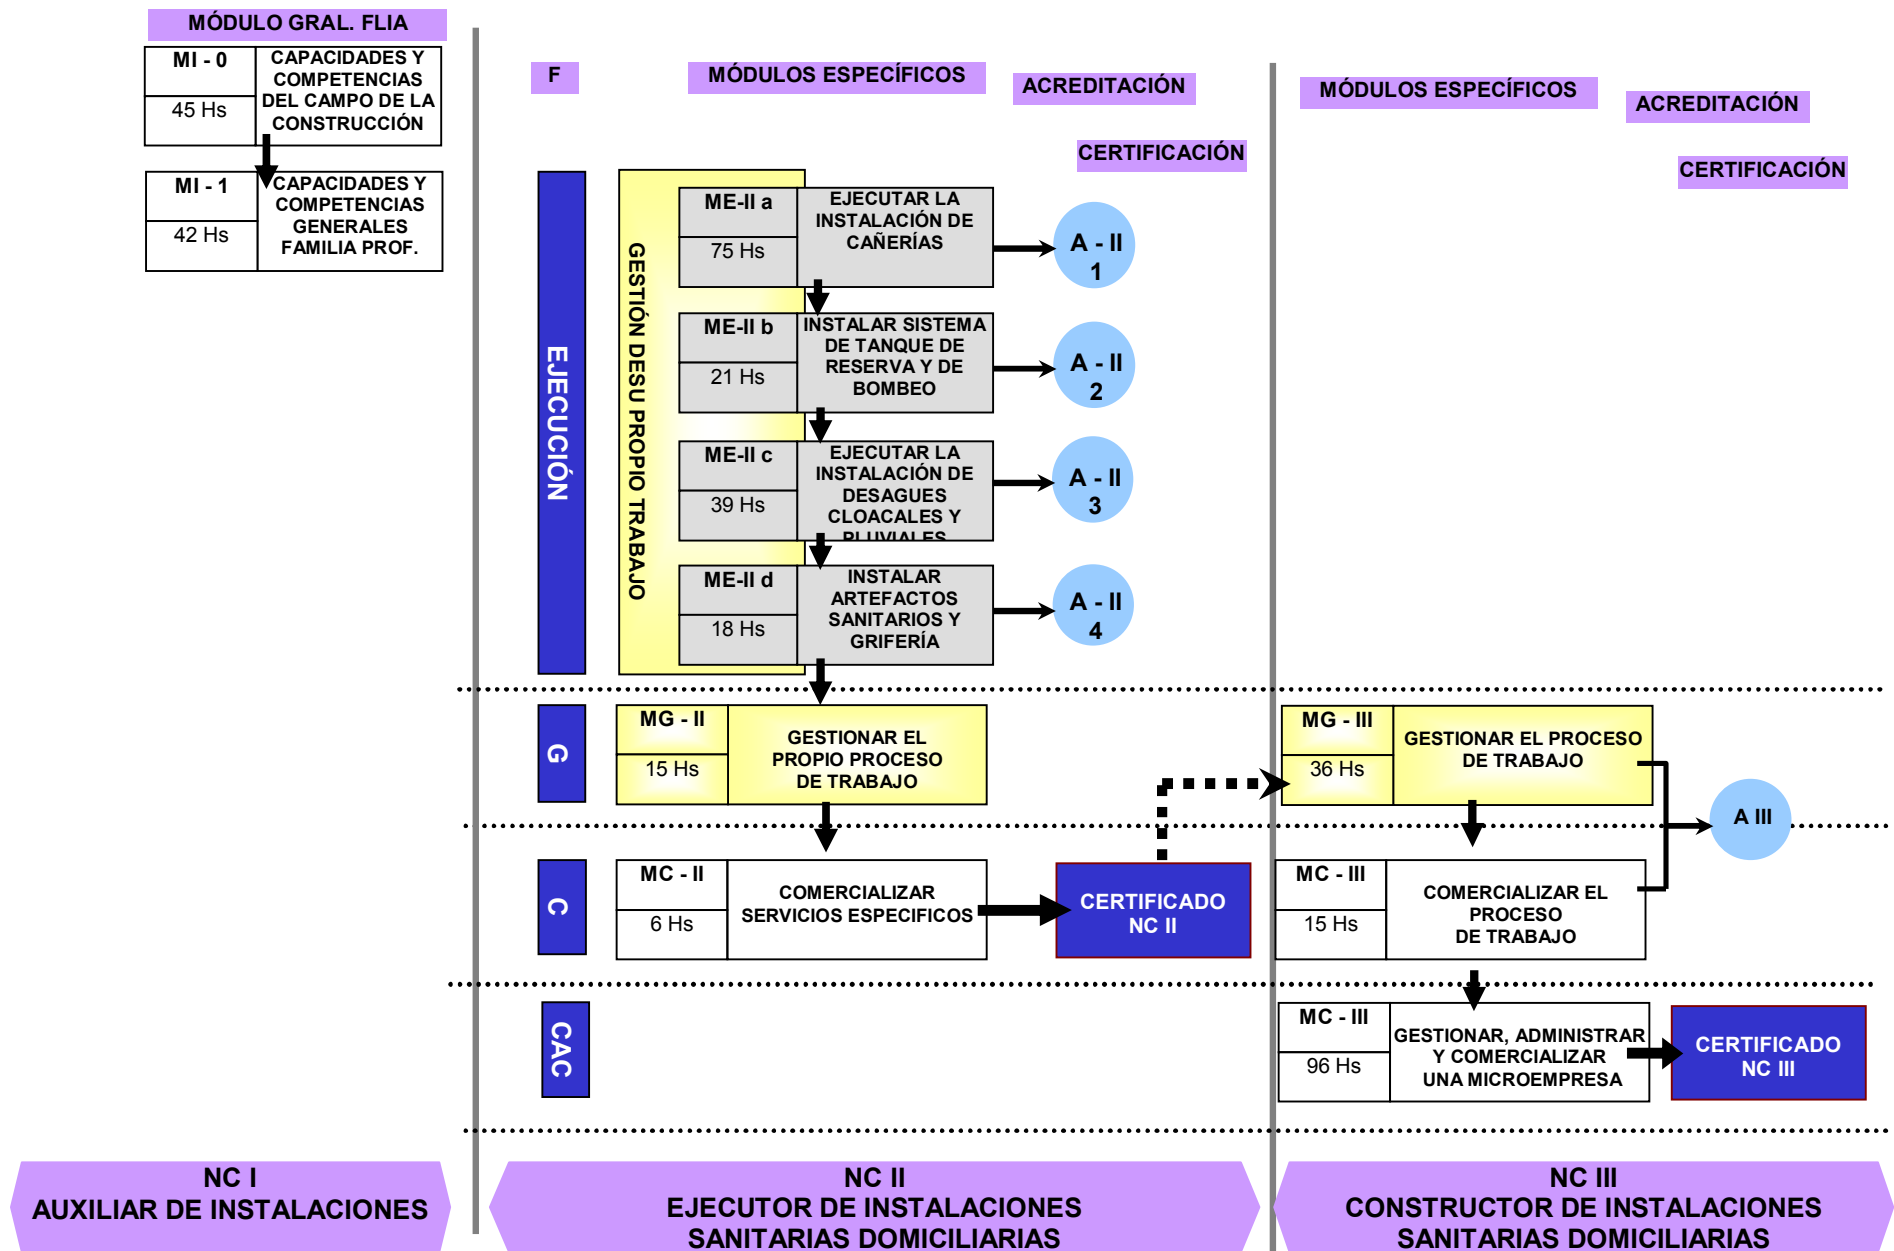 MÓDULO GRAL. FLIA
MI - 0
45 Hs
CAPACIDADES Y
COMPETENCIAS
DEL CAMPO DE LA
CONSTRUCCIÓN
MI - 1
42 Hs
CAPACIDADES Y
COMPETENCIAS
GENERALES
FAMILIA PROF.
F
MÓDULOS ESPECÍFICOS
ACREDITACIÓN
CERTIFICACIÓN
EJECUCIÓN
GESTIÓN DESU PROPIO TRABAJO
ME-II a
75 Hs
EJECUTAR LA
INSTALACIÓN DE
CAÑERÍAS
A - II
1
ME-II b
21 Hs
INSTALAR SISTEMA
DE TANQUE DE
RESERVA Y DE
BOMBEO
A - II
2
ME-II c
39 Hs
EJECUTAR LA
INSTALACIÓN DE
DESAGUES
CLOACALES Y
PLUVIALES
A - II
3
ME-II d
18 Hs
INSTALAR
ARTEFACTOS
SANITARIOS Y
GRIFERÍA
A - II
4
G
MG - II
15 Hs
GESTIONAR EL
PROPIO PROCESO
DE TRABAJO
C
MC - II
6 Hs
COMERCIALIZAR
SERVICIOS ESPECIFICOS
CERTIFICADO
NC II
CAC
MÓDULOS ESPECÍFICOS
ACREDITACIÓN
CERTIFICACIÓN
MG - III
36 Hs
GESTIONAR EL PROCESO
DE TRABAJO
A III
MC - III
15 Hs
COMERCIALIZAR EL
PROCESO
DE TRABAJO
MC - III
96 Hs
GESTIONAR, ADMINISTRAR
Y COMERCIALIZAR
UNA MICROEMPRESA
CERTIFICADO
NC III
NC I
AUXILIAR DE INSTALACIONES
NC II
EJECUTOR DE INSTALACIONES
SANITARIAS DOMICILIARIAS
NC III
CONSTRUCTOR DE INSTALACIONES
SANITARIAS DOMICILIARIAS